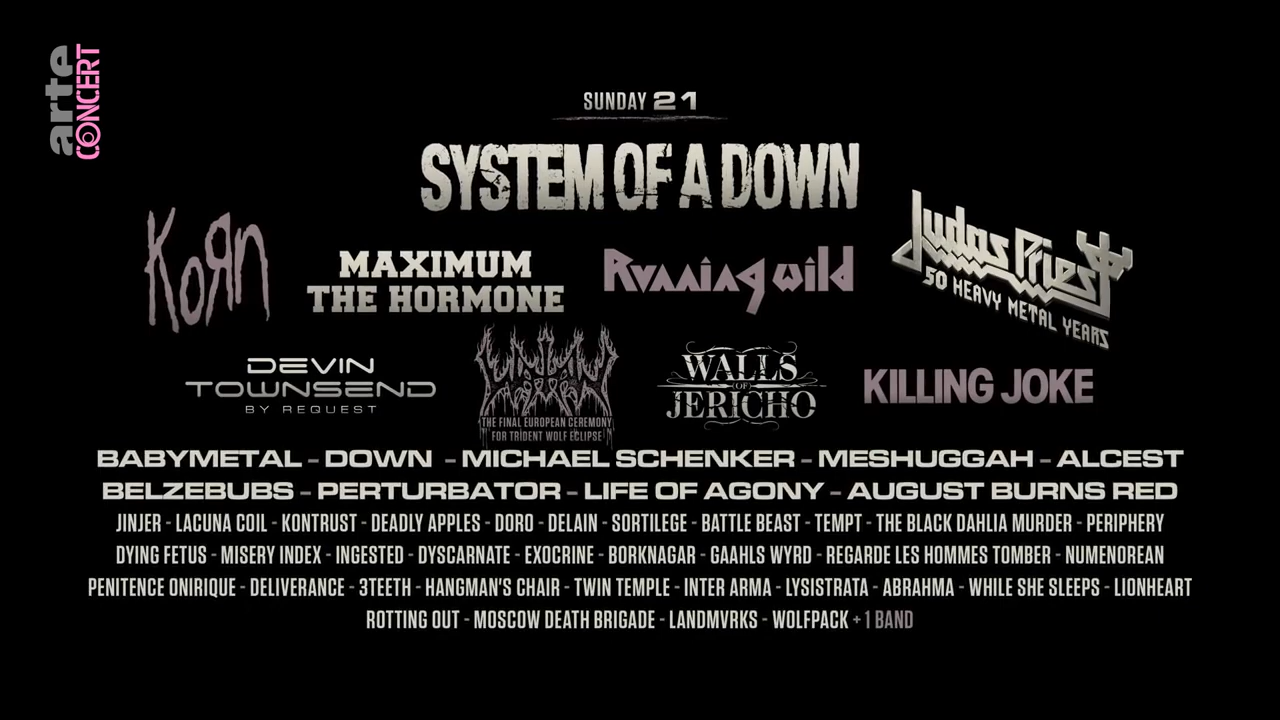 arte
CONCERT
SUNDAY 21
SYSTEM OF A DOWN
KoЯn
MAXIMUM
THE HORMONE
Running wild
Judas Priest
50 HEAVY METAL YEARS
DEVIN
TOWNSEND
BY REQUEST
WATAIN
THE FINAL EUROPEAN CEREMONY
FOR TRIDENT WOLF ECLIPSE
WALLS
OF
JERICHO
KILLING JOKE
BABYMETAL - DOWN - MICHAEL SCHENKER - MESHUGGAH - ALCEST
BELZEBUBS - PERTURBATOR - LIFE OF AGONY - AUGUST BURNS RED
JINJER - LACUNA COIL - KONTRUST - DEADLY APPLES - DORO - DELAIN - SORTILEGE - BATTLE BEAST - TEMPT - THE BLACK DAHLIA MURDER - PERIPHERY
DYING FETUS - MISERY INDEX - INGESTED - DYSCARNATE - EXOCRINE - BORKNAGAR - GAAHLS WYRD - REGARDE LES HOMMES TOMBER - NUMENOREAN
PENITENCE ONIRIQUE - DELIVERANCE - 3TEETH - HANGMAN'S CHAIR - TWIN TEMPLE - INTER ARMA - LYSISTRATA - ABRAHMA - WHILE SHE SLEEPS - LIONHEART
ROTTING OUT - MOSCOW DEATH BRIGADE - LANDMVRKS - WOLFPACK + 1 BAND